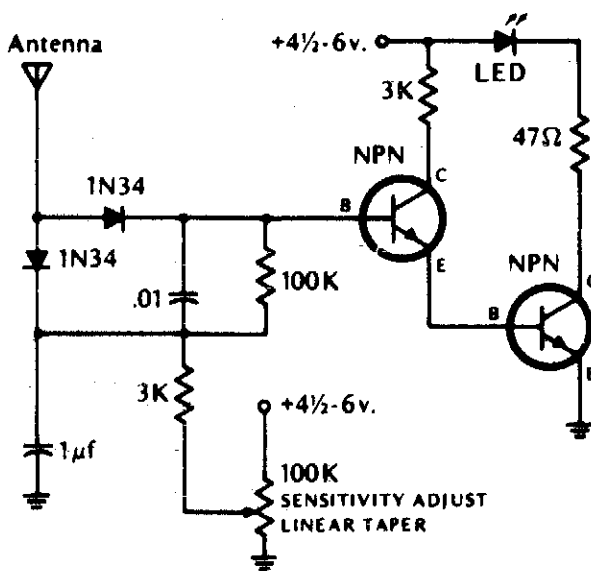 Antenna
+4½-6v.
LED
3K
47Ω
NPN
1N34
C
B
E
1N34
100K
.01
NPN
C
B
E
3K
+4½-6v.
1µf
100K
SENSITIVITY ADJUST
LINEAR TAPER